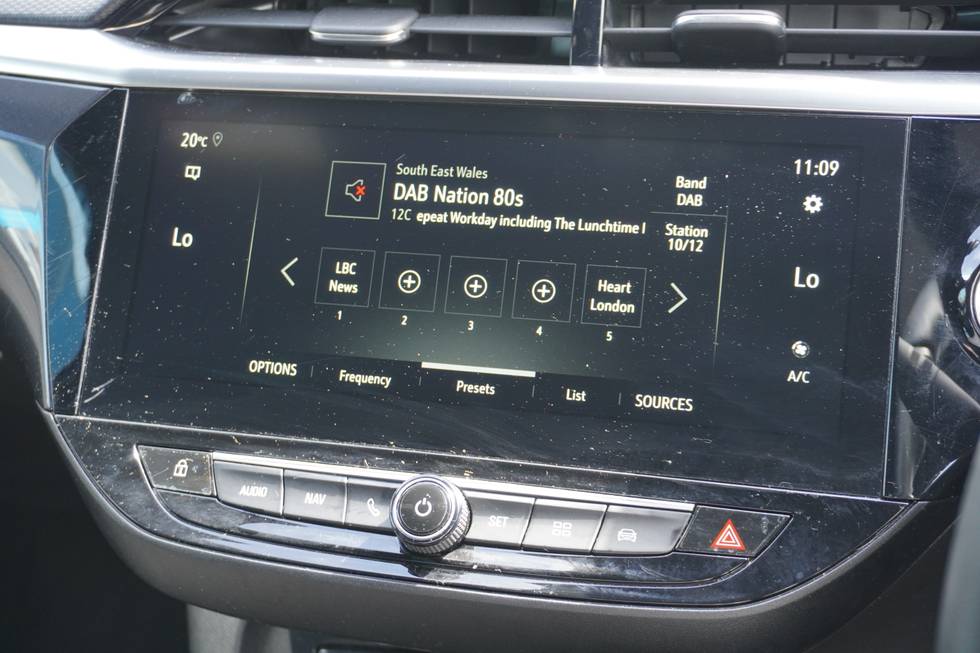 20°C
11:09
South East Wales
DAB Nation 80s
12C epeat Workday including The Lunchtime I
Band
DAB
Station
10/12
Lo
Lo
LBC
News
Heart
London
1
2
3
4
5
A/C
OPTIONS
Frequency
Presets
List
SOURCES
AUDIO
NAV
SET